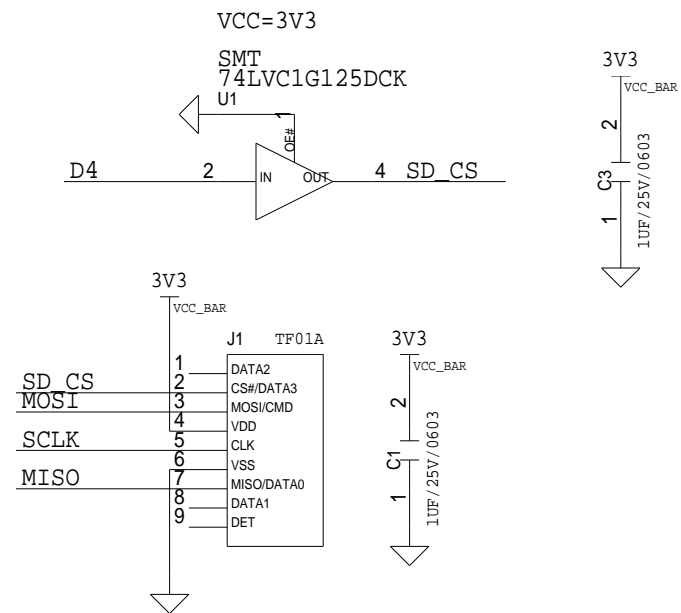 VCC=3V3
SMT
74LVC1G125DCK
U1
1
OE#
D4 2 IN OUT 4 SD_CS
3V3
VCC_BAR
2
C3
1UF/25V/0603
1
3V3
VCC_BAR
J1 TF01A
1 DATA2
SD_CS 2 CS#/DATA3
MOSI 3 MOSI/CMD
4 VDD
SCLK 5 CLK
6 VSS
MISO 7 MISO/DATA0
8 DATA1
9 DET
3V3
VCC_BAR
2
C1
1UF/25V/0603
1